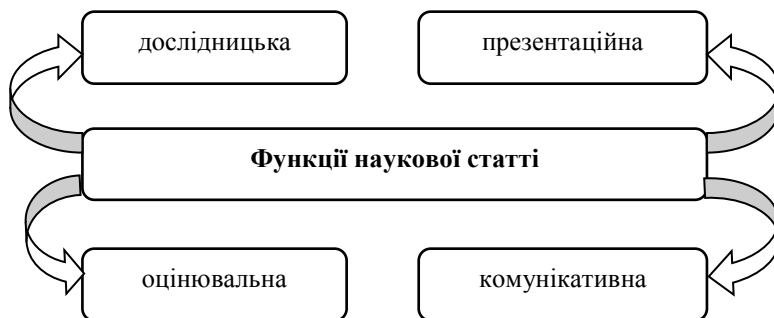 дослідницька
презентаційна
Функції наукової статті
оцінювальна
комунікативна